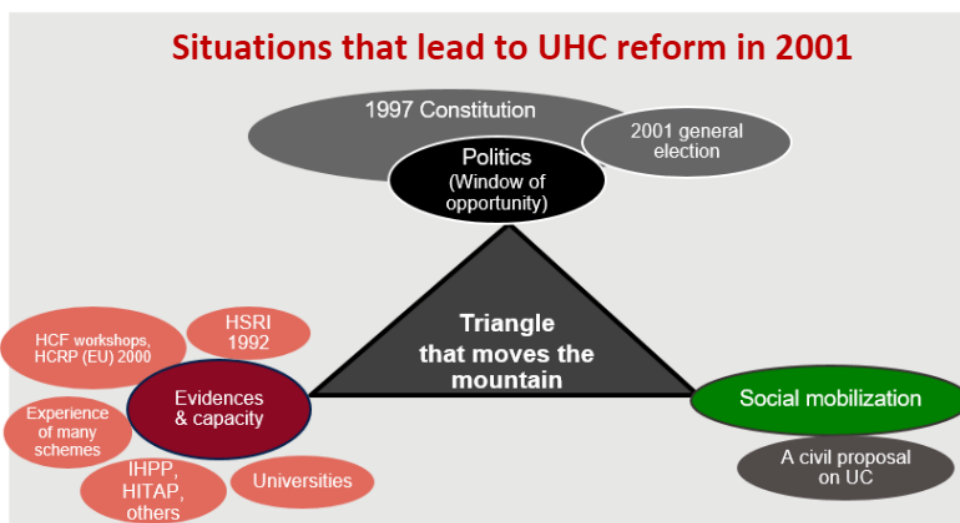 Situations that lead to UHC reform in 2001
1997 Constitution
2001 general
election
Politics
(Window of
opportunity)
Triangle
that moves the
mountain
HSRI
1992
HCF workshops,
HCRP (EU) 2000
Evidences
& capacity
Experience
of many
schemes
IHPP,
HITAP,
others
Universities
Social mobilization
A civil proposal
on UC